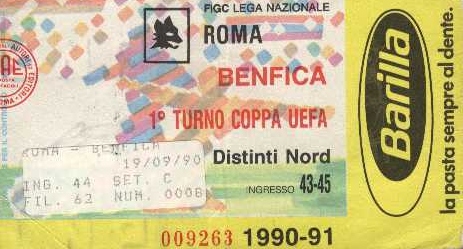 FIGC LEGA NAZIONALE
ROMA
BENFICA
1° TURNO COPPA UEFA
Distinti Nord
INGRESSO 43-45
ROMA - BENFICA
19/09/90
ING. 44 SET. C
FIL. 62 NUM. 0008
009263 1990-91
Barilla
la pasta sempre al dente.